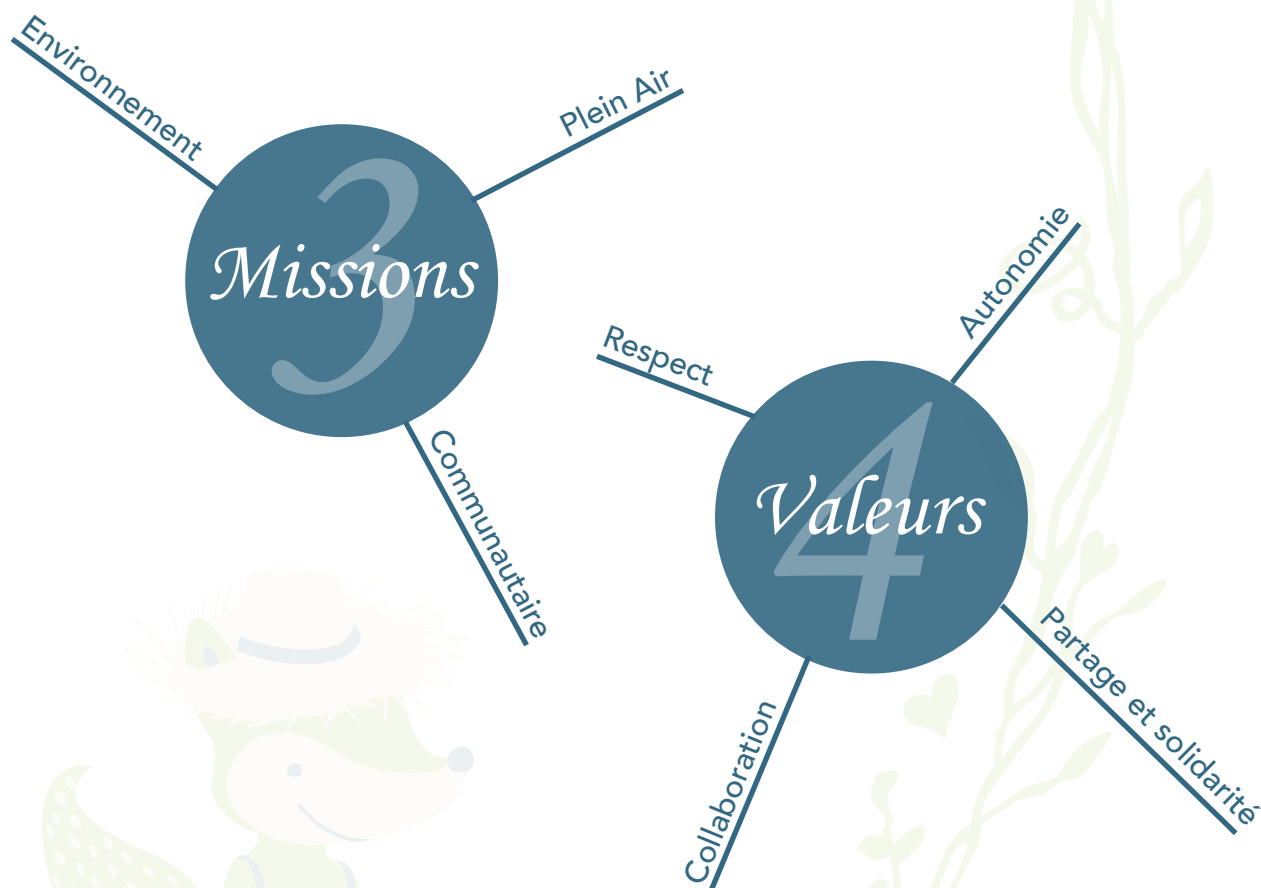 Environnement
Plein Air
3
Missions
Communautaire
Respect
Autonomie
4
Valeurs
Partage et solidarité
Collaboration